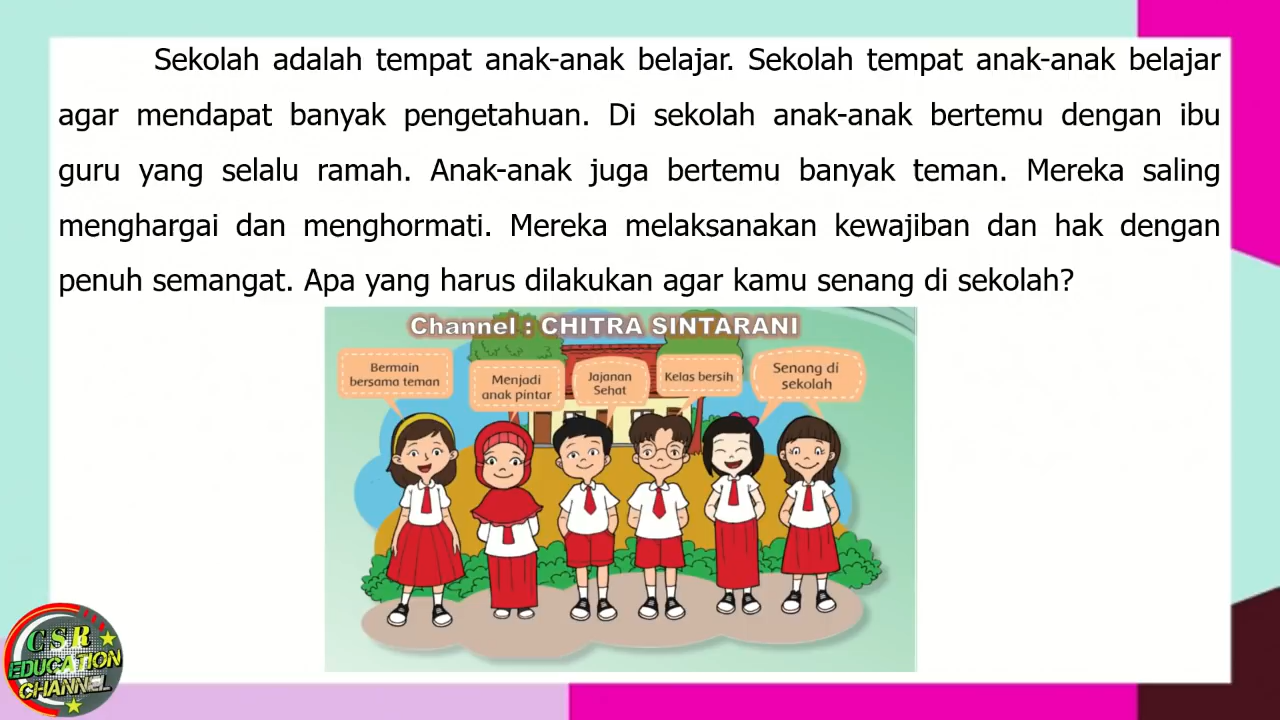 Sekolah adalah tempat anak-anak belajar. Sekolah tempat anak-anak belajar
agar mendapat banyak pengetahuan. Di sekolah anak-anak bertemu dengan ibu
guru yang selalu ramah. Anak-anak juga bertemu banyak teman. Mereka saling
menghargai dan menghormati. Mereka melaksanakan kewajiban dan hak dengan
penuh semangat. Apa yang harus dilakukan agar kamu senang di sekolah?
Channel : CHITRA SINTARANI
Bermain
bersama teman
Menjadi
anak pintar
Jajanan
Sehat
Kelas bersih
Senang di
sekolah
CSR
EDUCATION
CHANNEL